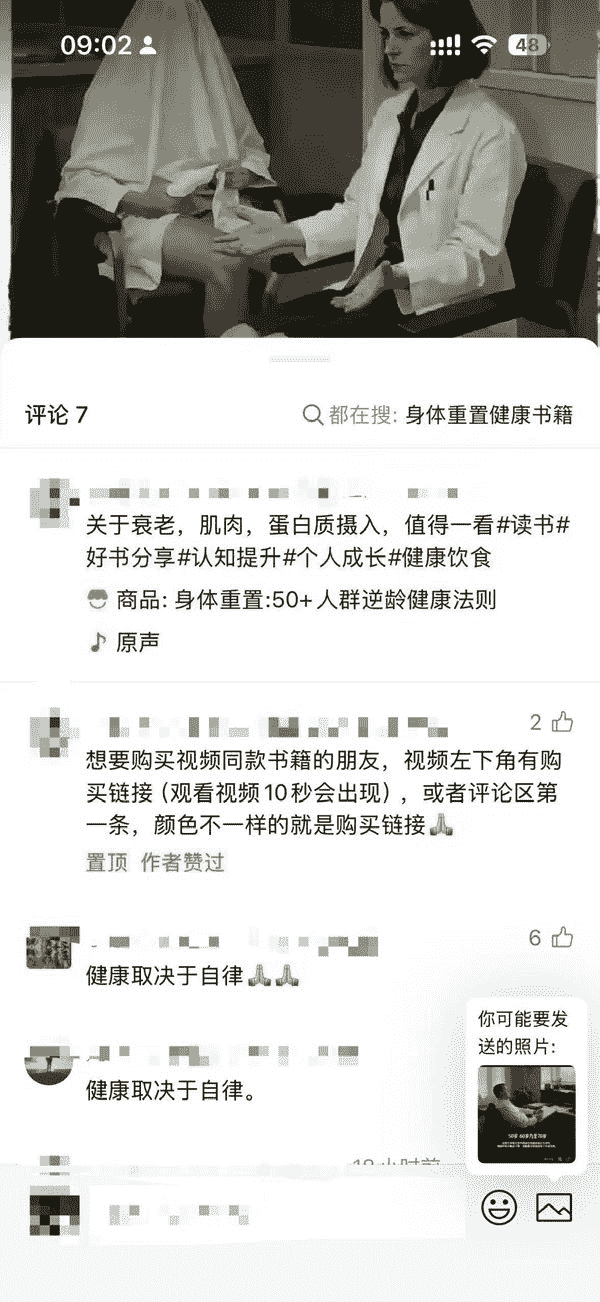 09:02
48
评论 7
都在搜: 身体重置健康书籍
关于衰老，肌肉，蛋白质摄入，值得一看#读书#
好书分享#认知提升#个人成长#健康饮食
商品: 身体重置:50+人群逆龄健康法则
原声
2
想要购买视频同款书籍的朋友，视频左下角有购
买链接（观看视频10秒会出现），或者评论区第
一条，颜色不一样的就是购买链接🙏
置顶 作者赞过
6
健康取决于自律🙏🙏
健康取决于自律。
你可能要发
送的照片: